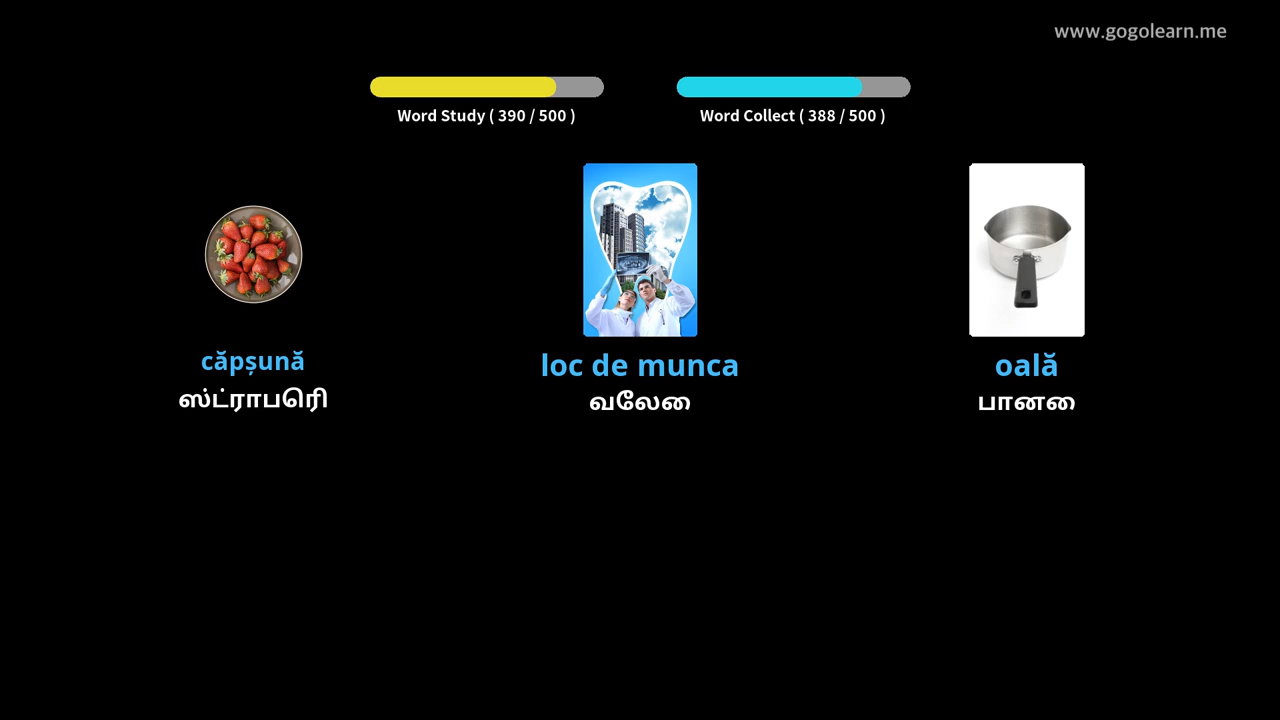 www.gogolearn.me
Word Study ( 390 / 500 )
Word Collect ( 388 / 500 )
căpșună
loc de munca
oală
ஸ்ட்ராபெரி
வேலை
பானை